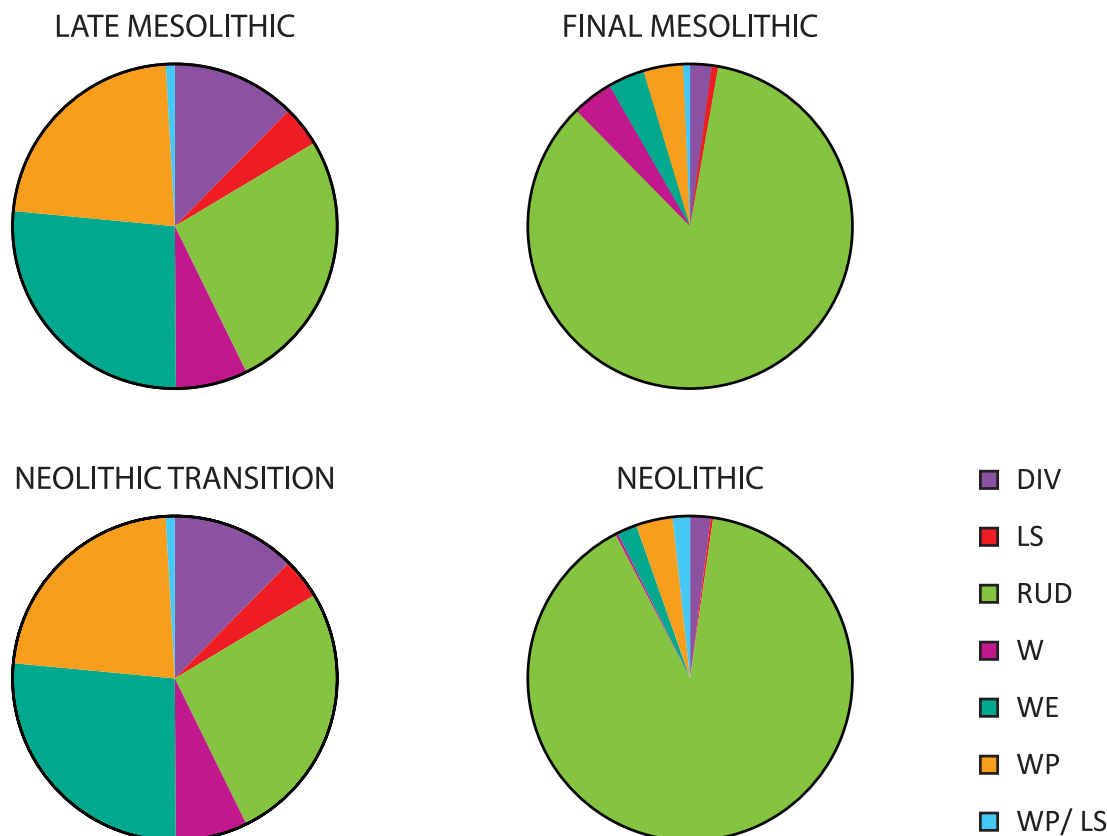 LATE MESOLITHIC
FINAL MESOLITHIC
NEOLITHIC TRANSITION
NEOLITHIC
DIV
LS
RUD
W
WE
WP
WP/ LS